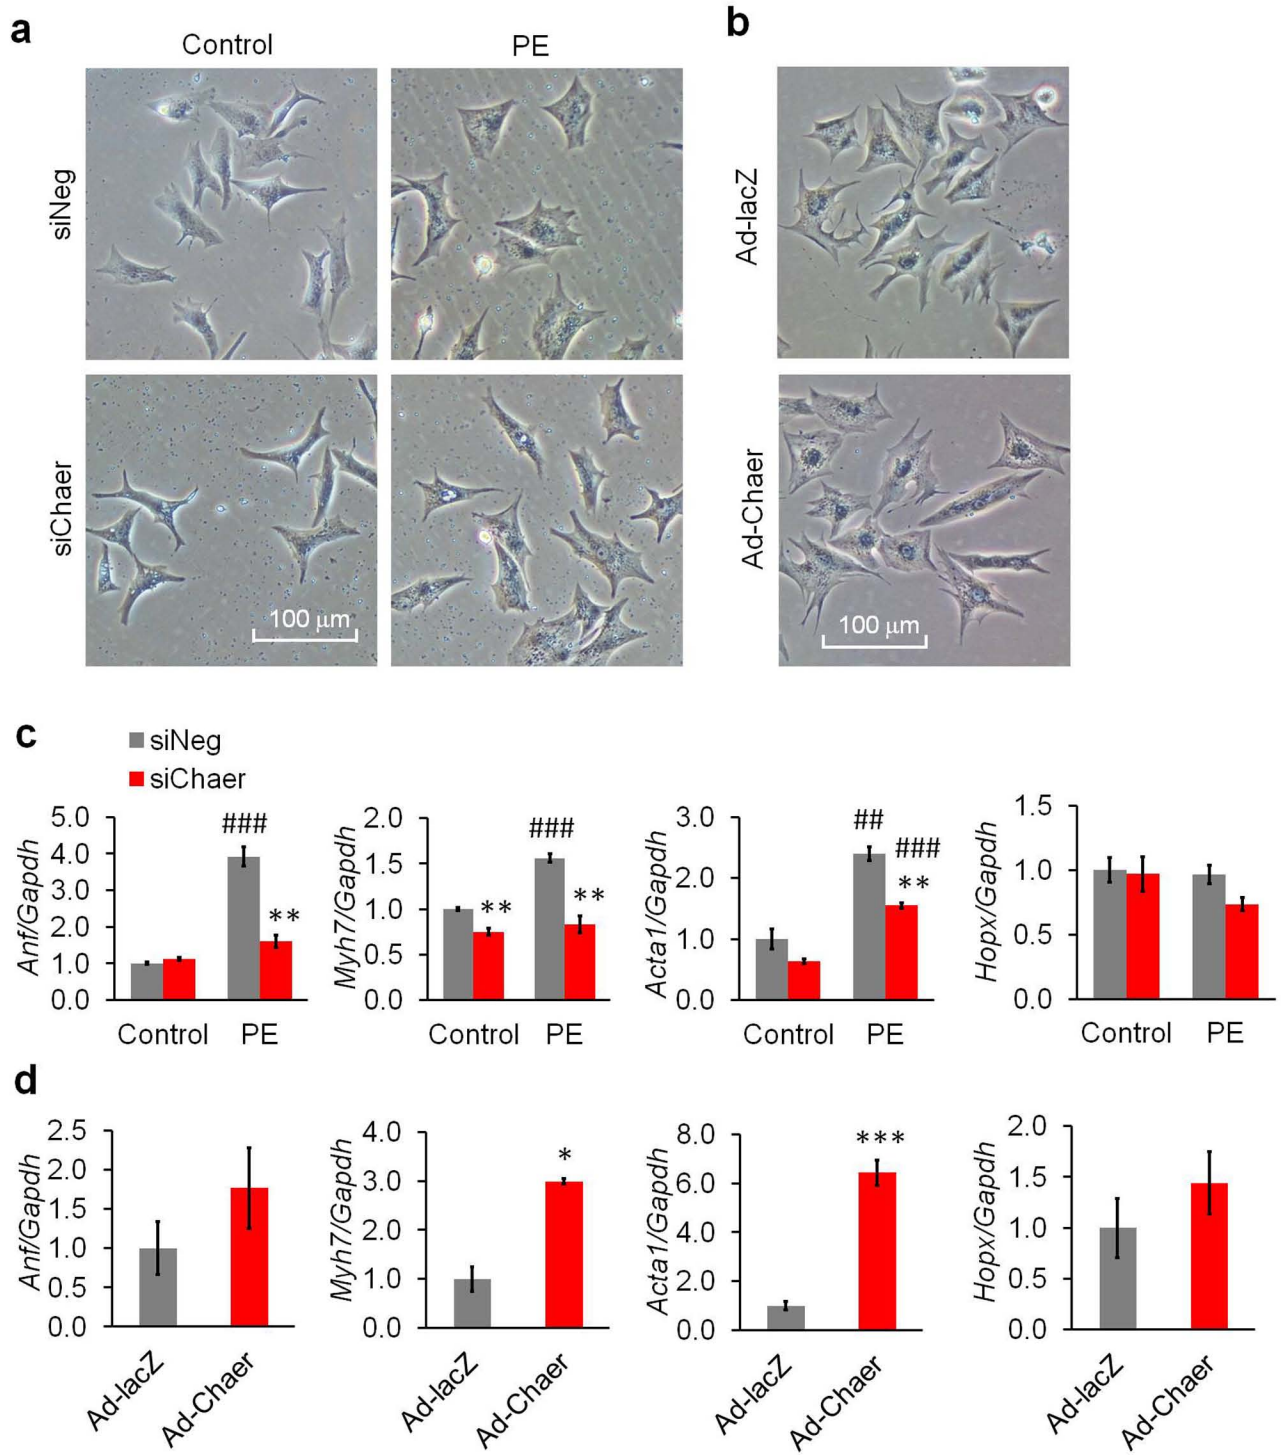 a
Control PE
b
siNeg
Ad-lacZ
siChaer
Ad-Chaer
100 μm
100 μm
c
siNeg
siChaer
Anf/Gapdh
5.0
4.0
3.0
2.0
1.0
0.0
###
**
Control PE
Myh7/Gapdh
2.0
1.5
1.0
0.5
0.0
**
###
**
Control PE
Acta1/Gapdh
3.0
2.0
1.0
0.0
##
###
**
Control PE
Hopx/Gapdh
1.5
1.0
0.5
0.0
Control PE
d
Anf/Gapdh
2.5
2.0
1.5
1.0
0.5
0.0
Ad-lacZ
Ad-Chaer
Myh7/Gapdh
4.0
3.0
2.0
1.0
0.0
*
Ad-lacZ
Ad-Chaer
Acta1/Gapdh
8.0
6.0
4.0
2.0
0.0
***
Ad-lacZ
Ad-Chaer
Hopx/Gapdh
2.0
1.5
1.0
0.5
0.0
Ad-lacZ
Ad-Chaer